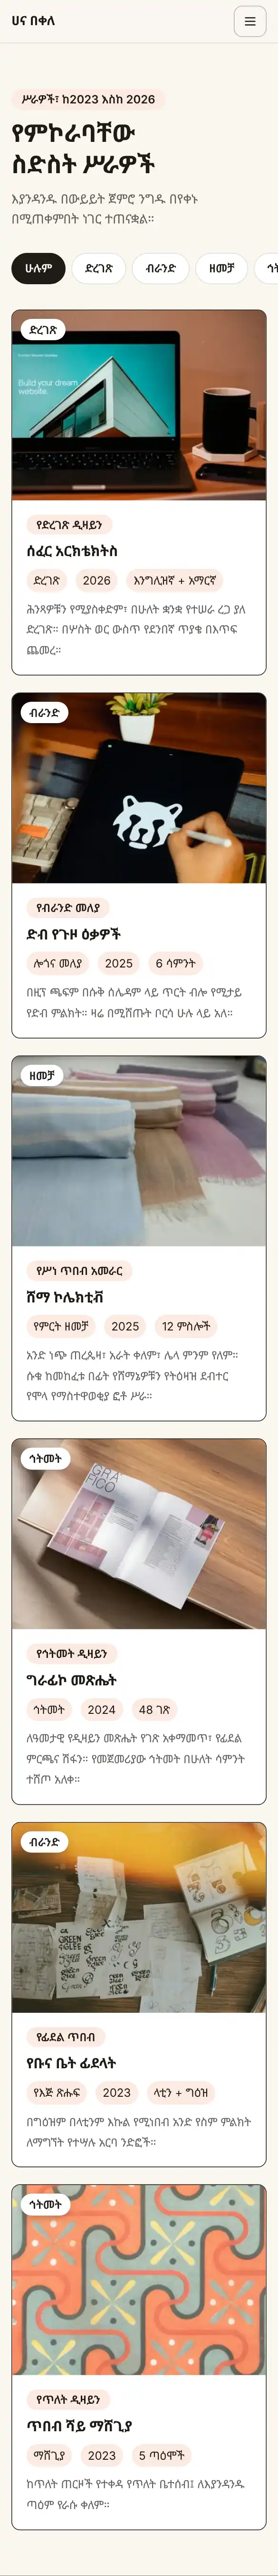 ሀና በቀለ
ሥራዎች፣ ከ2023 እስከ 2026
የምኮራባቸው
ስድስት ሥራዎች
እያንዳንዱ በውይይት ጀምሮ ንግዱ በየቀኑ
በሚጠቀምበት ነገር ተጠናቋል።
ሁሉም
ድረገጽ
ብራንድ
ዘመቻ
ድረገጽ
Build your dream
website.
የድረገጽ ዲዛይን
ሰፈር አርክቴክትስ
ድረገጽ
2026
እንግሊዝኛ + አማርኛ
ሕንጻዎቹን የሚያስቀድም፣ በሁለት ቋንቋ የተሠራ ረጋ ያለ
ድረገጽ። በሦስት ወር ውስጥ የደንበኛ ጥያቄ በእጥፍ
ጨመረ።
ብራንድ
የብራንድ መለያ
ድብ የጉዞ ዕቃዎች
ሎጎና መለያ
2025
6 ሳምንት
በዚፕ ጫፍም በሱቅ ሰሌዳም ላይ ጥርት ብሎ የሚታይ
የድብ ምልክት። ዛሬ በሚሸጡት ቦርሳ ሁሉ ላይ አለ።
ዘመቻ
የሥነ ጥበብ አመራር
ሸማ ኮሌክቲቭ
የምርት ዘመቻ
2025
12 ምስሎች
አንድ ነጭ ጠረጴዛ፣ አራት ቀለም፣ ሌላ ምንም የለም።
ሱቁ ከመከፈቱ በፊት የሸማኔዎቹን የትዕዛዝ ደብተር
የሞላ የማስተዋወቂያ ፎቶ ሥራ።
ኅትመት
GRA
FICO
የኅትመት ዲዛይን
ግራፊኮ መጽሔት
ኅትመት
2024
48 ገጽ
ለዓመታዊ የዲዛይን መጽሔት የገጽ አቀማመጥ፣ የፊደል
ምርጫና ሽፋን። የመጀመሪያው ኅትመት በሁለት ሳምንት
ተሸጦ አለቀ።
ብራንድ
የፊደል ጥበብ
የቡና ቤት ፊደላት
የእጅ ጽሑፍ
2023
ላቲን + ግዕዝ
በግዕዝም በላቲንም እኩል የሚነበብ አንድ የስም ምልክት
ለማግኘት የተሣሉ አርባ ንድፎች።
ኅትመት
የጥለት ዲዛይን
ጥበብ ሻይ ማሸጊያ
ማሸጊያ
2023
5 ጣዕሞች
ከጥለት ጠርዞች የተቀዳ የጥለት ቤተሰብ፤ ለእያንዳንዱ
ጣዕም የራሱ ቀለም።